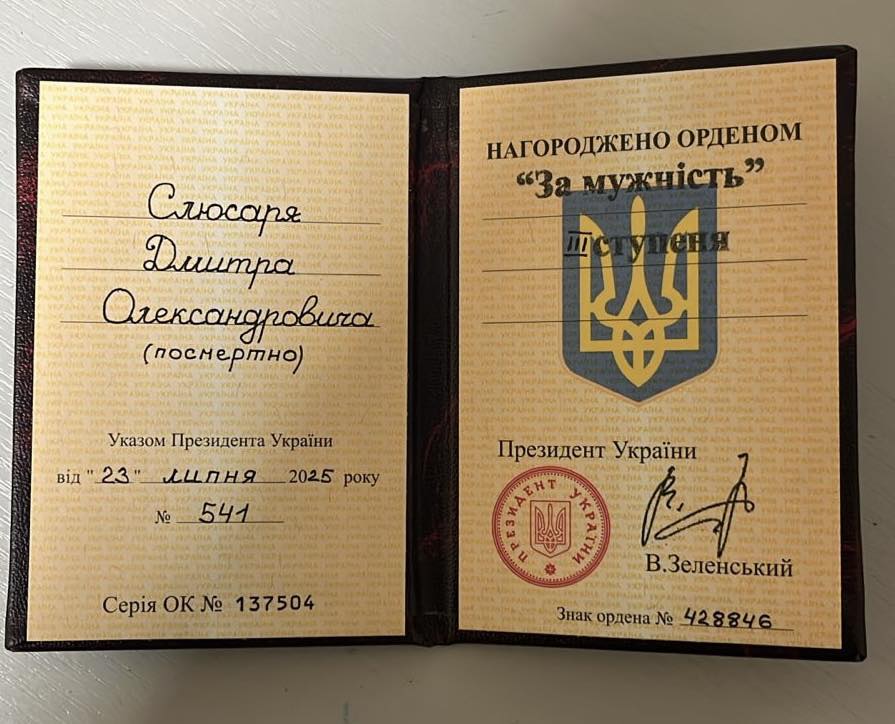 Слюсаря
Дмитра
Олександровича
(посмертно)
Указом Президента України
від "23" липня 2025 року
№ 541
Серія ОК № 137504
НАГОРОДЖЕНО ОРДЕНОМ
“За мужність”
III ступеня
Президент України
ПРЕЗИДЕНТ УКРАЇНИ
В.Зеленський
Знак ордена № 428846